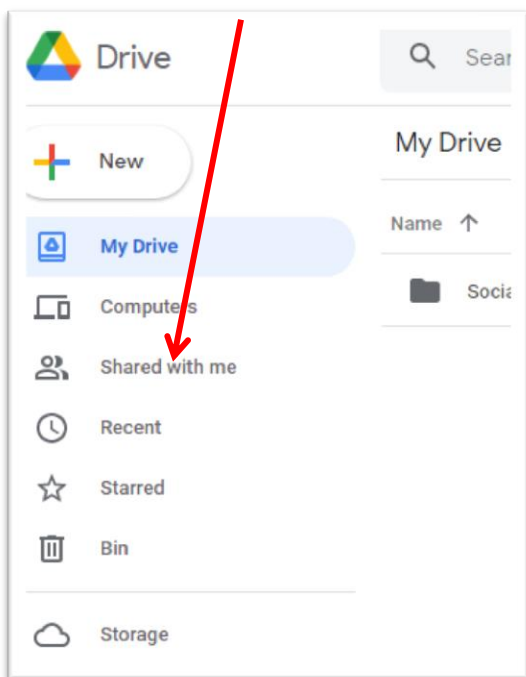 Drive
Sear
New
My Drive
My Drive
Name
Computers
Socia
Shared with me
Recent
Starred
Bin
Storage